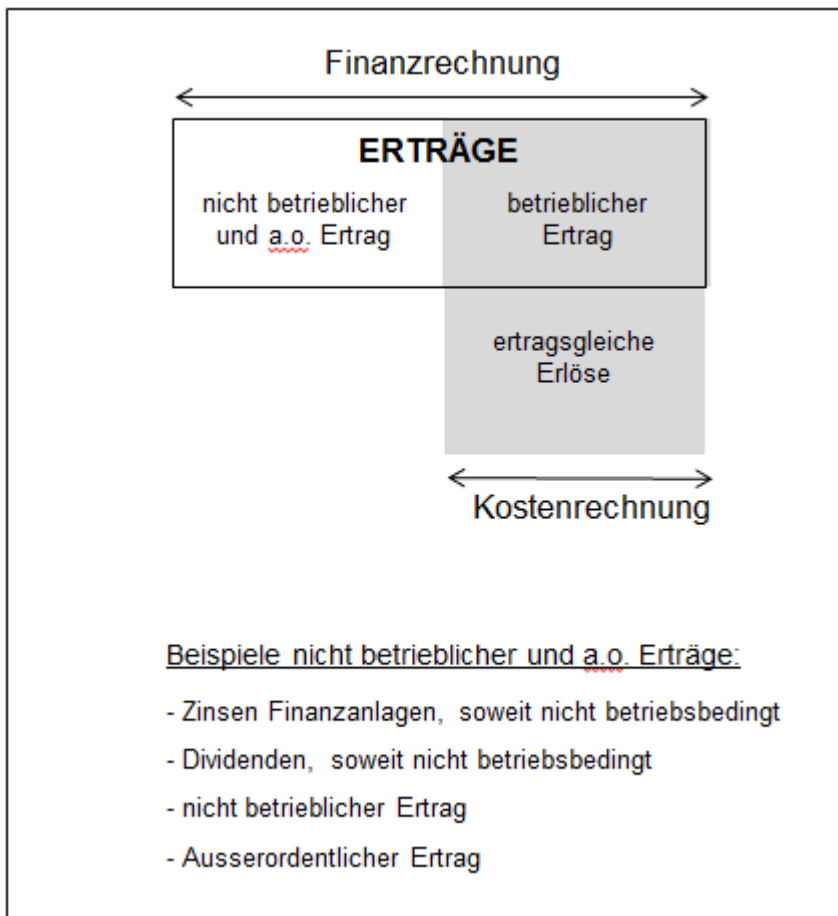 Finanzrechnung
ERTRÄGE
nicht betrieblicher
und a.o. Ertrag
betrieblicher
Ertrag
ertragsgleiche
Erlöse
Kostenrechnung
Beispiele nicht betrieblicher und a.o. Erträge:
- Zinsen Finanzanlagen, soweit nicht betriebsbedingt
- Dividenden, soweit nicht betriebsbedingt
- nicht betrieblicher Ertrag
- Ausserordentlicher Ertrag